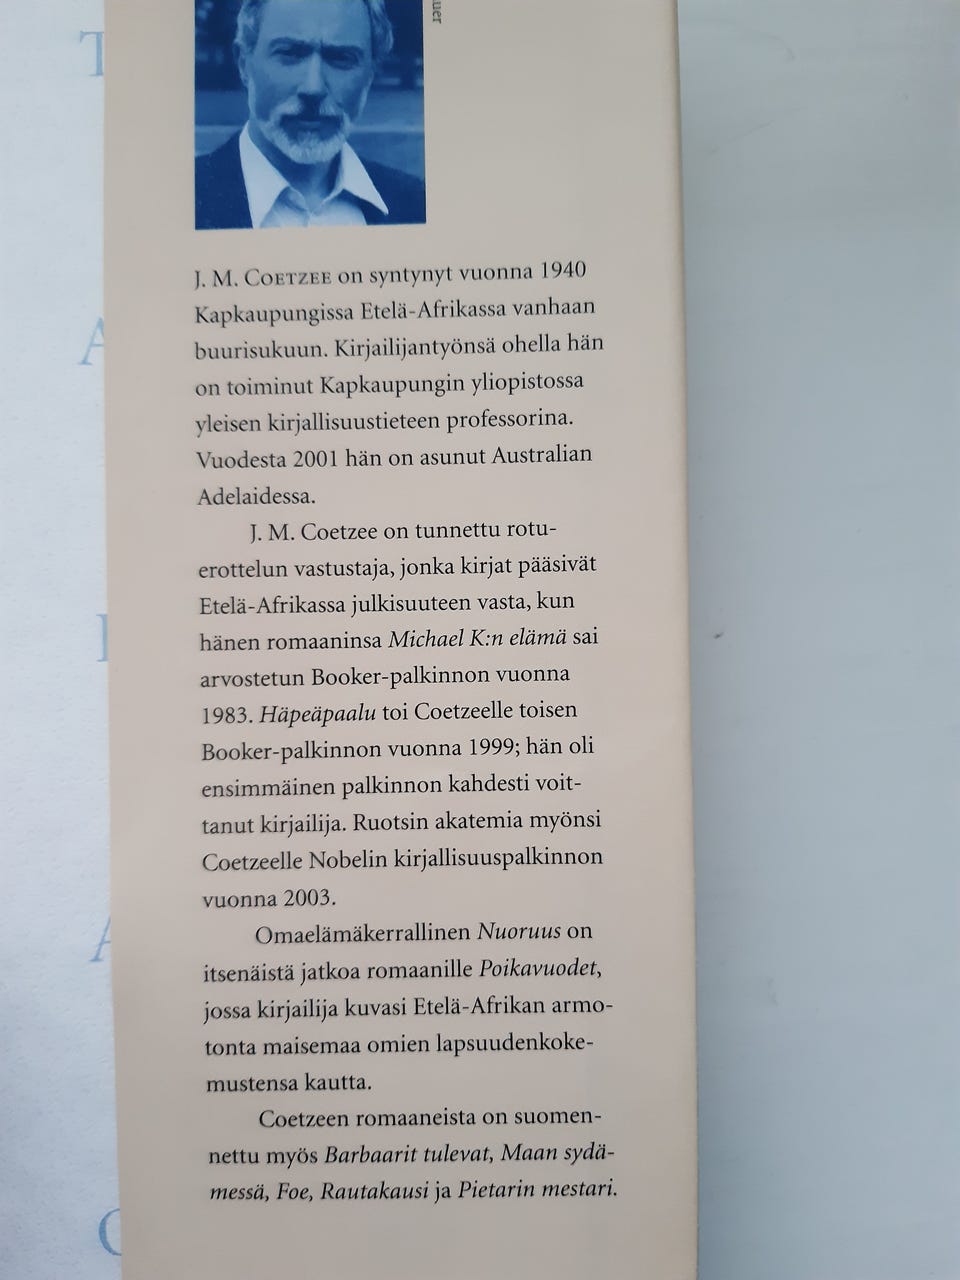 uer
J. M. COETZEE on syntynyt vuonna 1940
Kapkaupungissa Etelä-Afrikassa vanhaan
buurisukuun. Kirjailijantyönsä ohella hän
on toiminut Kapkaupungin yliopistossa
yleisen kirjallisuustieteen professorina.
Vuodesta 2001 hän on asunut Australian
Adelaidessa.
J. M. Coetzee on tunnettu rotu-
erottelun vastustaja, jonka kirjat pääsivät
Etelä-Afrikassa julkisuuteen vasta, kun
hänen romaaninsa Michael K:n elämä sai
arvostetun Booker-palkinnon vuonna
1983. Häpeäpaalu toi Coetzeelle toisen
Booker-palkinnon vuonna 1999; hän oli
ensimmäinen palkinnon kahdesti voit-
tanut kirjailija. Ruotsin akatemia myönsi
Coetzeelle Nobelin kirjallisuuspalkinnon
vuonna 2003.
Omaelämäkerrallinen Nuoruus on
itsenäistä jatkoa romaanille Poikavuodet,
jossa kirjailija kuvasi Etelä-Afrikan armo-
tonta maisemaa omien lapsuudenkoke-
mustensa kautta.
Coetzeen romaaneista on suomen-
nettu myös Barbaarit tulevat, Maan sydä-
messä, Foe, Rautakausi ja Pietarin mestari.